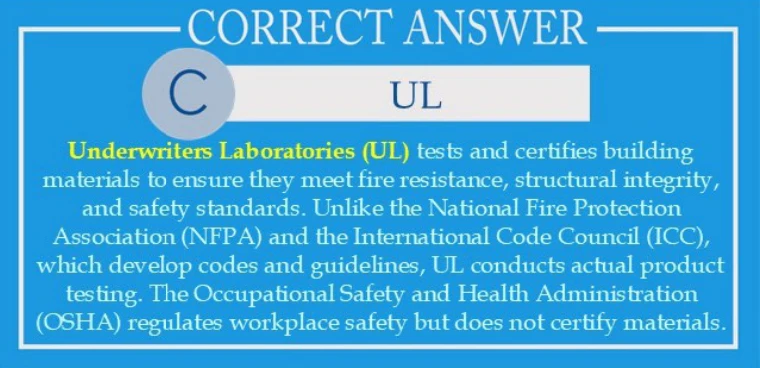 CORRECT ANSWER
C
UL
Underwriters Laboratories (UL) tests and certifies building
materials to ensure they meet fire resistance, structural integrity,
and safety standards. Unlike the National Fire Protection
Association (NFPA) and the International Code Council (ICC),
which develop codes and guidelines, UL conducts actual product
testing. The Occupational Safety and Health Administration
(OSHA) regulates workplace safety but does not certify materials.